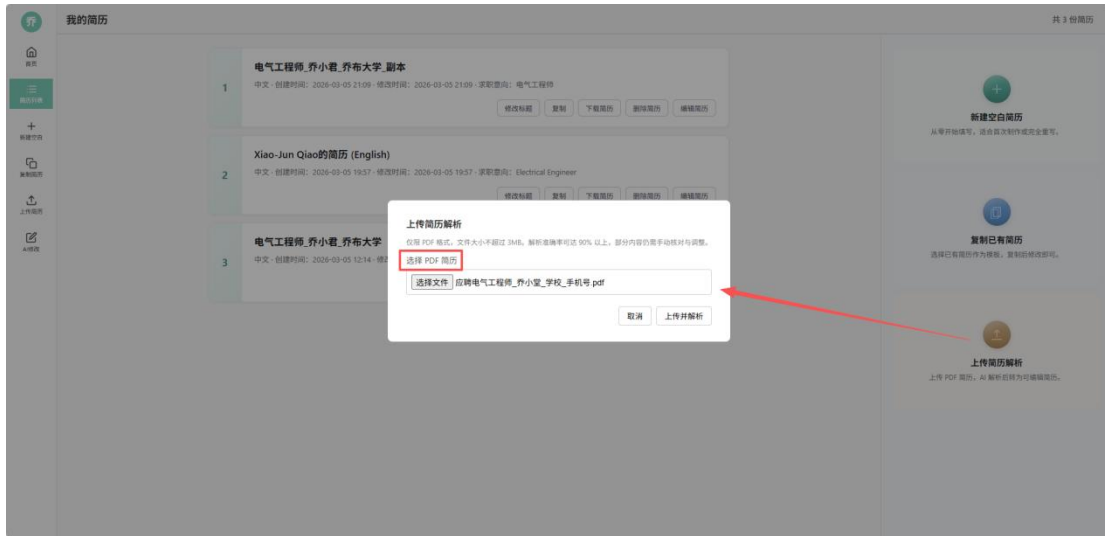 乔
我的简历
共 3 份简历
首页
简历列表
新建空白
复制简历
上传简历
AI修改
1
电气工程师_乔小君_乔布大学_副本
中文 · 创建时间：2026-03-05 21:09 · 修改时间：2026-03-05 21:09 · 求职意向：电气工程师
修改标题 复制 下载简历 删除简历 编辑简历
2
Xiao-Jun Qiao的简历 (English)
中文 · 创建时间：2026-03-05 19:57 · 修改时间：2026-03-05 19:57 · 求职意向：Electrical Engineer
修改标题 复制 下载简历 删除简历 编辑简历
3
电气工程师_乔小君_乔布大学
中文 · 创建时间：2026-03-05 12:14 · 修改
上传简历解析
仅限 PDF 格式，文件大小不超过 3MB。解析准确率可达 90% 以上，部分内容仍需手动核对与调整。
选择 PDF 简历
选择文件 应聘电气工程师_乔小堂_学校_手机号.pdf
取消 上传并解析
新建空白简历
从零开始填写，适合首次制作或完全重写。
复制已有简历
选择已有简历作为模板，复制后修改即可。
上传简历解析
上传 PDF 简历，AI 解析后转为可编辑简历。